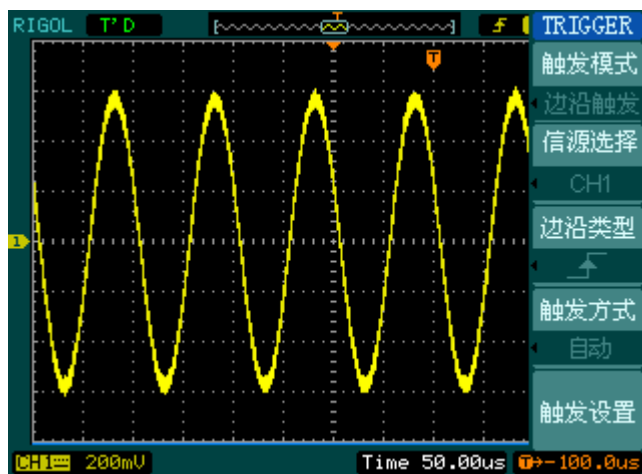 RIGOL T'D TRIGGER
T
触发模式
T
边沿触发
信源选择
CH1
边沿类型
1
触发方式
自动
触发设置
CH1 200mV Time 50.00us T→-100.0us